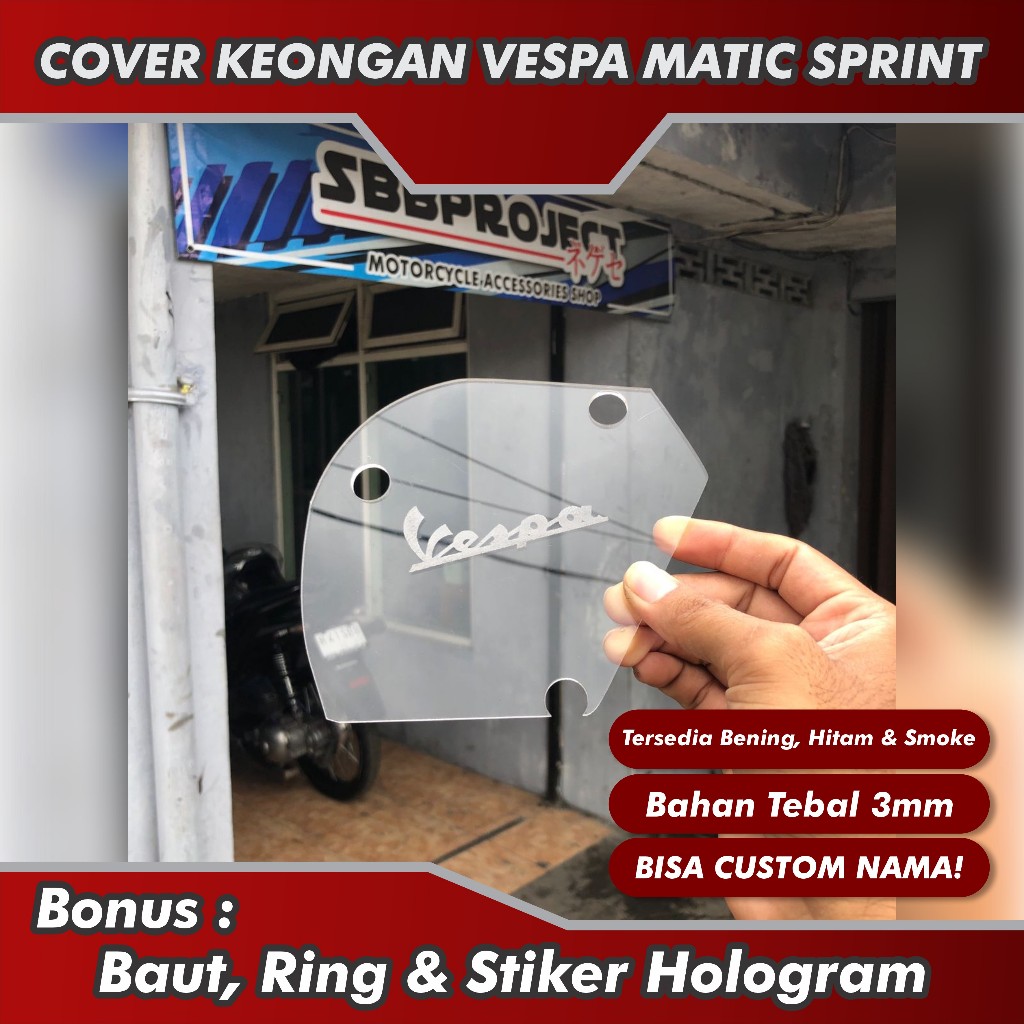 COVER KEONGAN VESPA MATIC SPRINT
SBBPROJECT
ネゲセ
MOTORCYCLE ACCESSORIES SHOP
Vespa
Tersedia Bening, Hitam & Smoke
Bahan Tebal 3mm
BISA CUSTOM NAMA!
Bonus :
Baut, Ring & Stiker Hologram